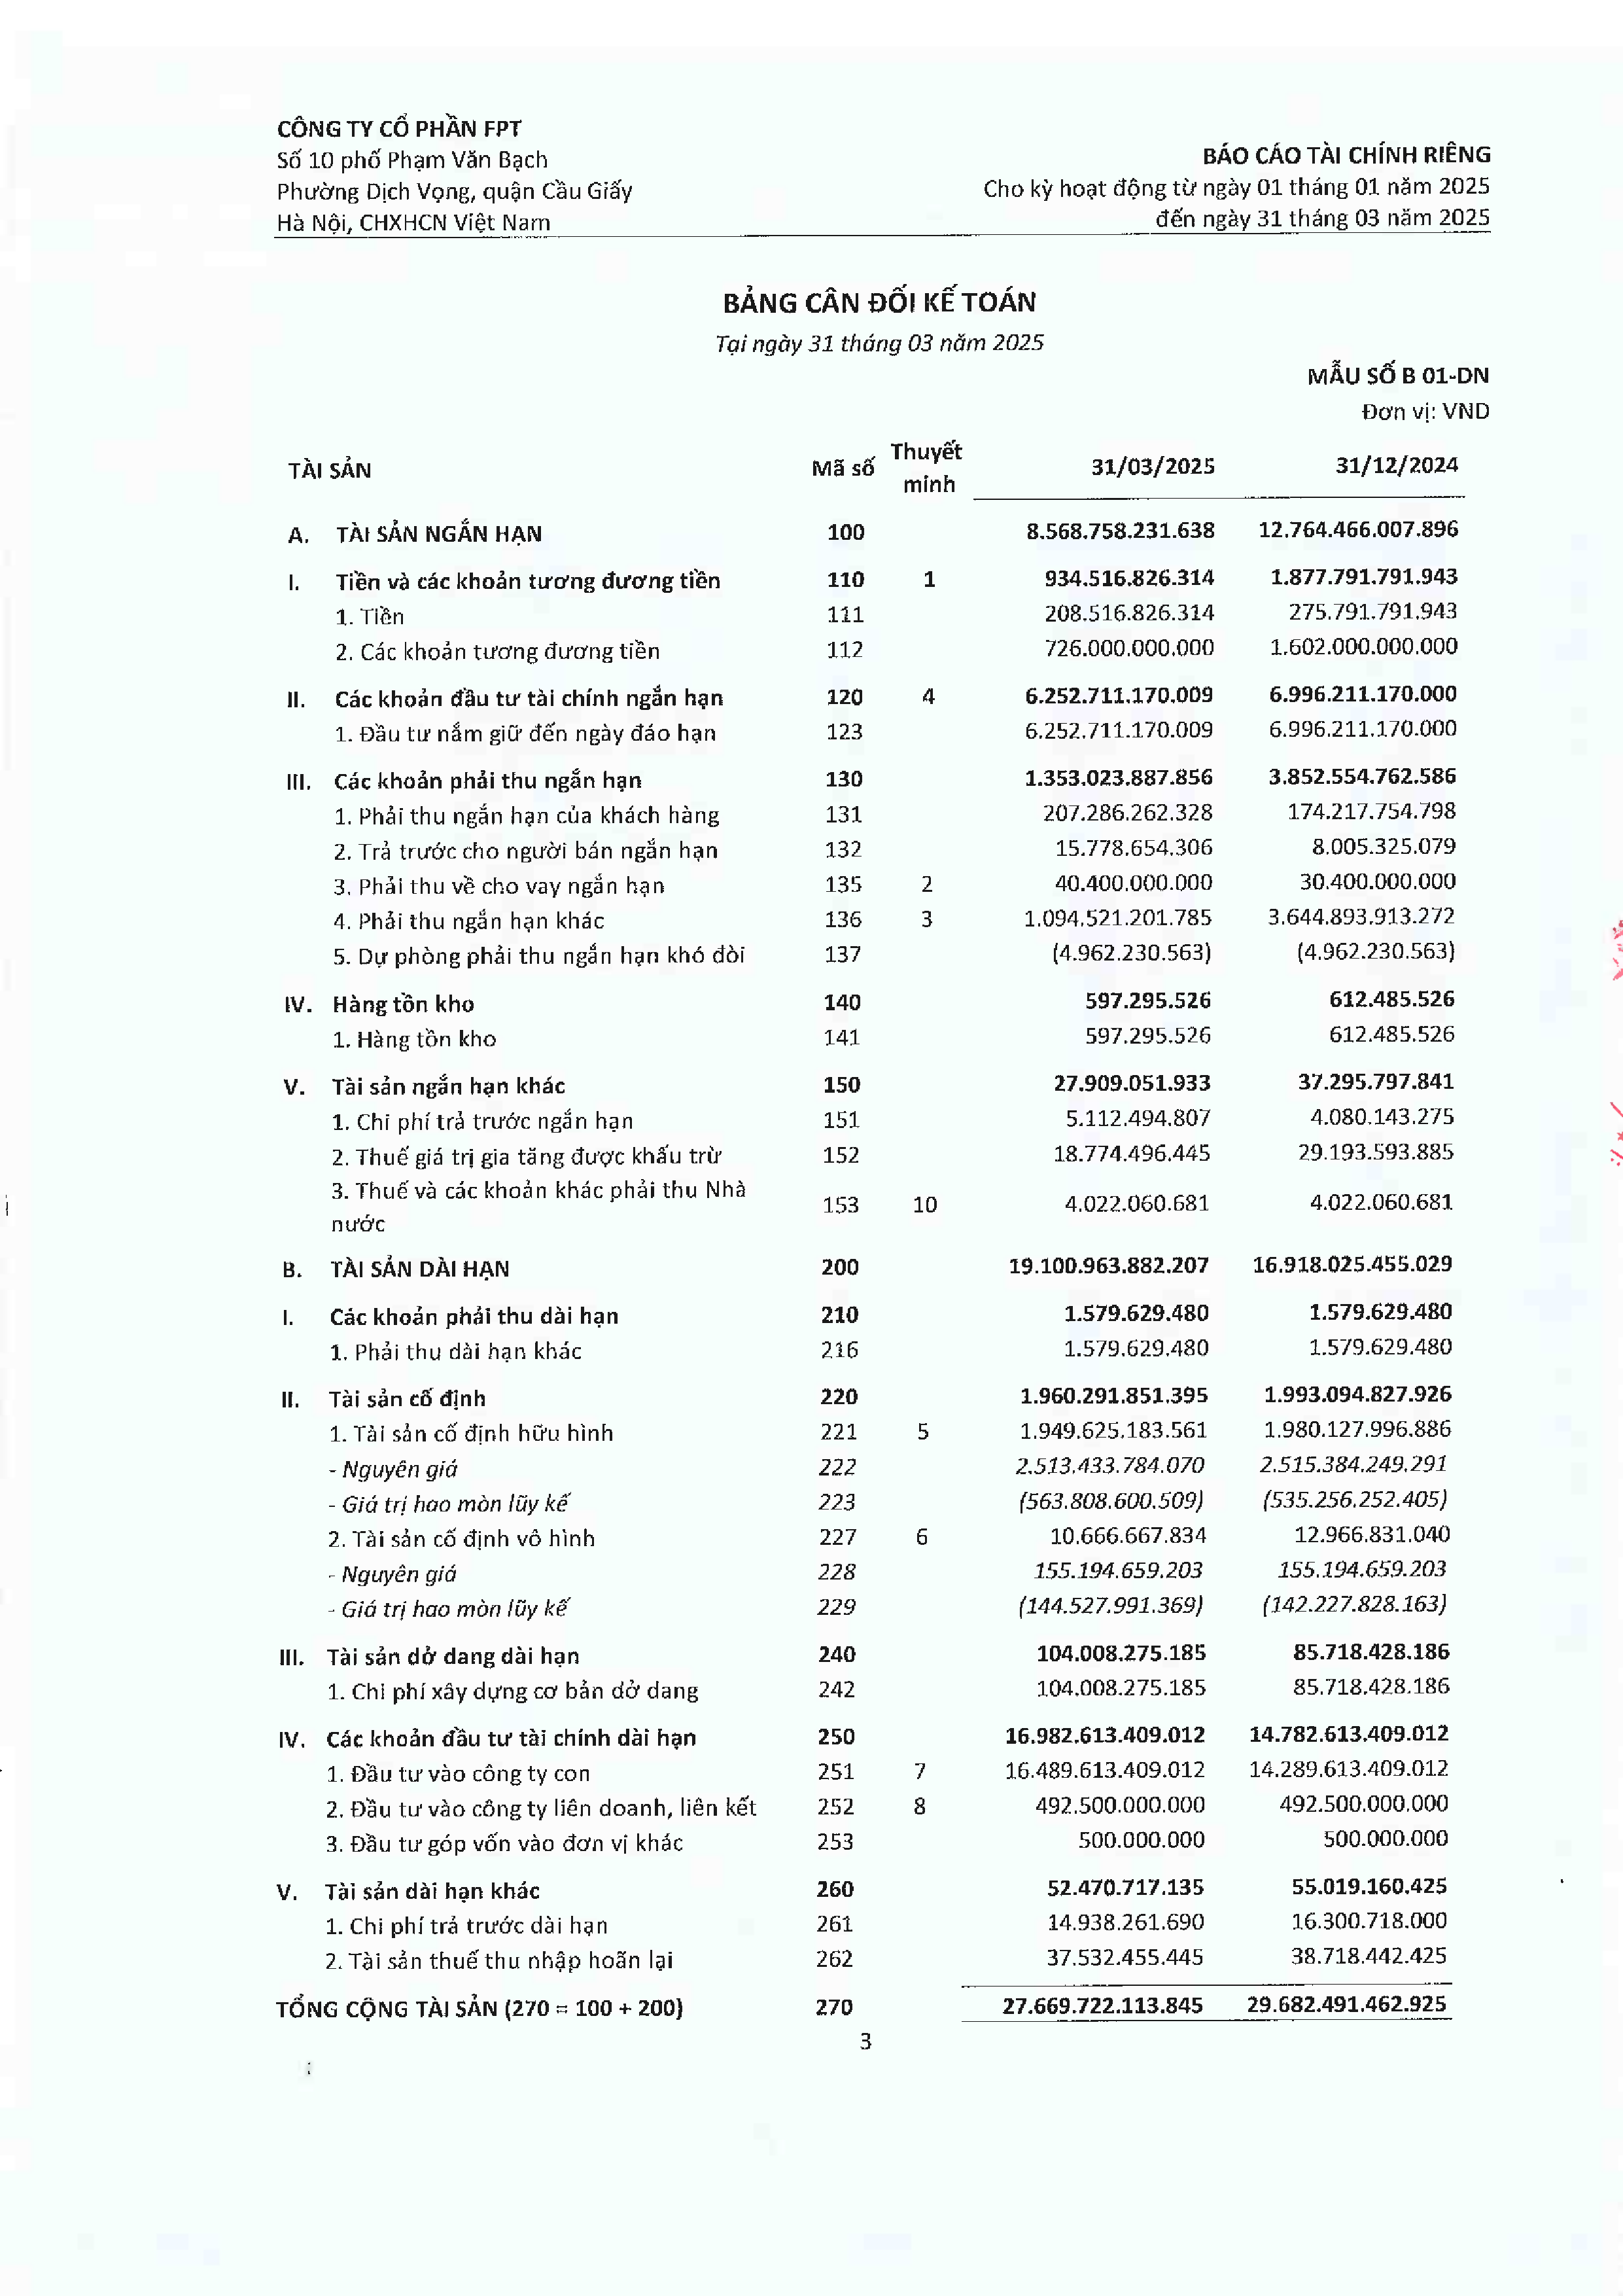 CÔNG TY CỔ PHẦN FPT
Số 10 phố Phạm Văn Bạch
Phường Dịch Vọng, quận Cầu Giấy
Hà Nội, CHXHCN Việt Nam
BÁO CÁO TÀI CHÍNH RIÊNG
Cho kỳ hoạt động từ ngày 01 tháng 01 năm 2025
đến ngày 31 tháng 03 năm 2025
BẢNG CÂN ĐỐI KẾ TOÁN
Tại ngày 31 tháng 03 năm 2025
MẪU SỐ B 01-DN
Đơn vị: VND
TÀI SẢN Mã số Thuyết minh 31/03/2025 31/12/2024
A. TÀI SẢN NGẮN HẠN 100 8.568.758.231.638 12.764.466.007.896
I. Tiền và các khoản tương đương tiền 110 1 934.516.826.314 1.877.791.791.943
1. Tiền 111 208.516.826.314 275.791.791.943
2. Các khoản tương đương tiền 112 726.000.000.000 1.602.000.000.000
II. Các khoản đầu tư tài chính ngắn hạn 120 4 6.252.711.170.009 6.996.211.170.000
1. Đầu tư nắm giữ đến ngày đáo hạn 123 6.252.711.170.009 6.996.211.170.000
III. Các khoản phải thu ngắn hạn 130 1.353.023.887.856 3.852.554.762.586
1. Phải thu ngắn hạn của khách hàng 131 207.286.262.328 174.217.754.798
2. Trả trước cho người bán ngắn hạn 132 15.778.654.306 8.005.325.079
3. Phải thu về cho vay ngắn hạn 135 2 40.400.000.000 30.400.000.000
4. Phải thu ngắn hạn khác 136 3 1.094.521.201.785 3.644.893.913.272
5. Dự phòng phải thu ngắn hạn khó đòi 137 (4.962.230.563) (4.962.230.563)
IV. Hàng tồn kho 140 597.295.526 612.485.526
1. Hàng tồn kho 141 597.295.526 612.485.526
V. Tài sản ngắn hạn khác 150 27.909.051.933 37.295.797.841
1. Chi phí trả trước ngắn hạn 151 5.112.494.807 4.080.143.275
2. Thuế giá trị gia tăng được khấu trừ 152 18.774.496.445 29.193.593.885
3. Thuế và các khoản khác phải thu Nhà
nước 153 10 4.022.060.681 4.022.060.681
B. TÀI SẢN DÀI HẠN 200 19.100.963.882.207 16.918.025.455.029
I. Các khoản phải thu dài hạn 210 1.579.629.480 1.579.629.480
1. Phải thu dài hạn khác 216 1.579.629.480 1.579.629.480
II. Tài sản cố định 220 1.960.291.851.395 1.993.094.827.926
1. Tài sản cố định hữu hình 221 5 1.949.625.183.561 1.980.127.996.886
- Nguyên giá 222 2.513.433.784.070 2.515.384.249.291
- Giá trị hao mòn lũy kế 223 (563.808.600.509) (535.256.252.405)
2. Tài sản cố định vô hình 227 6 10.666.667.834 12.966.831.040
- Nguyên giá 228 155.194.659.203 155.194.659.203
- Giá trị hao mòn lũy kế 229 (144.527.991.369) (142.227.828.163)
III. Tài sản dở dang dài hạn 240 104.008.275.185 85.718.428.186
1. Chi phí xây dựng cơ bản dở dang 242 104.008.275.185 85.718.428.186
IV. Các khoản đầu tư tài chính dài hạn 250 16.982.613.409.012 14.782.613.409.012
1. Đầu tư vào công ty con 251 7 16.489.613.409.012 14.289.613.409.012
2. Đầu tư vào công ty liên doanh, liên kết 252 8 492.500.000.000 492.500.000.000
3. Đầu tư góp vốn vào đơn vị khác 253 500.000.000 500.000.000
V. Tài sản dài hạn khác 260 52.470.717.135 55.019.160.425
1. Chi phí trả trước dài hạn 261 14.938.261.690 16.300.718.000
2. Tài sản thuế thu nhập hoãn lại 262 37.532.455.445 38.718.442.425
TỔNG CỘNG TÀI SẢN (270 = 100 + 200) 270 27.669.722.113.845 29.682.491.462.925
3